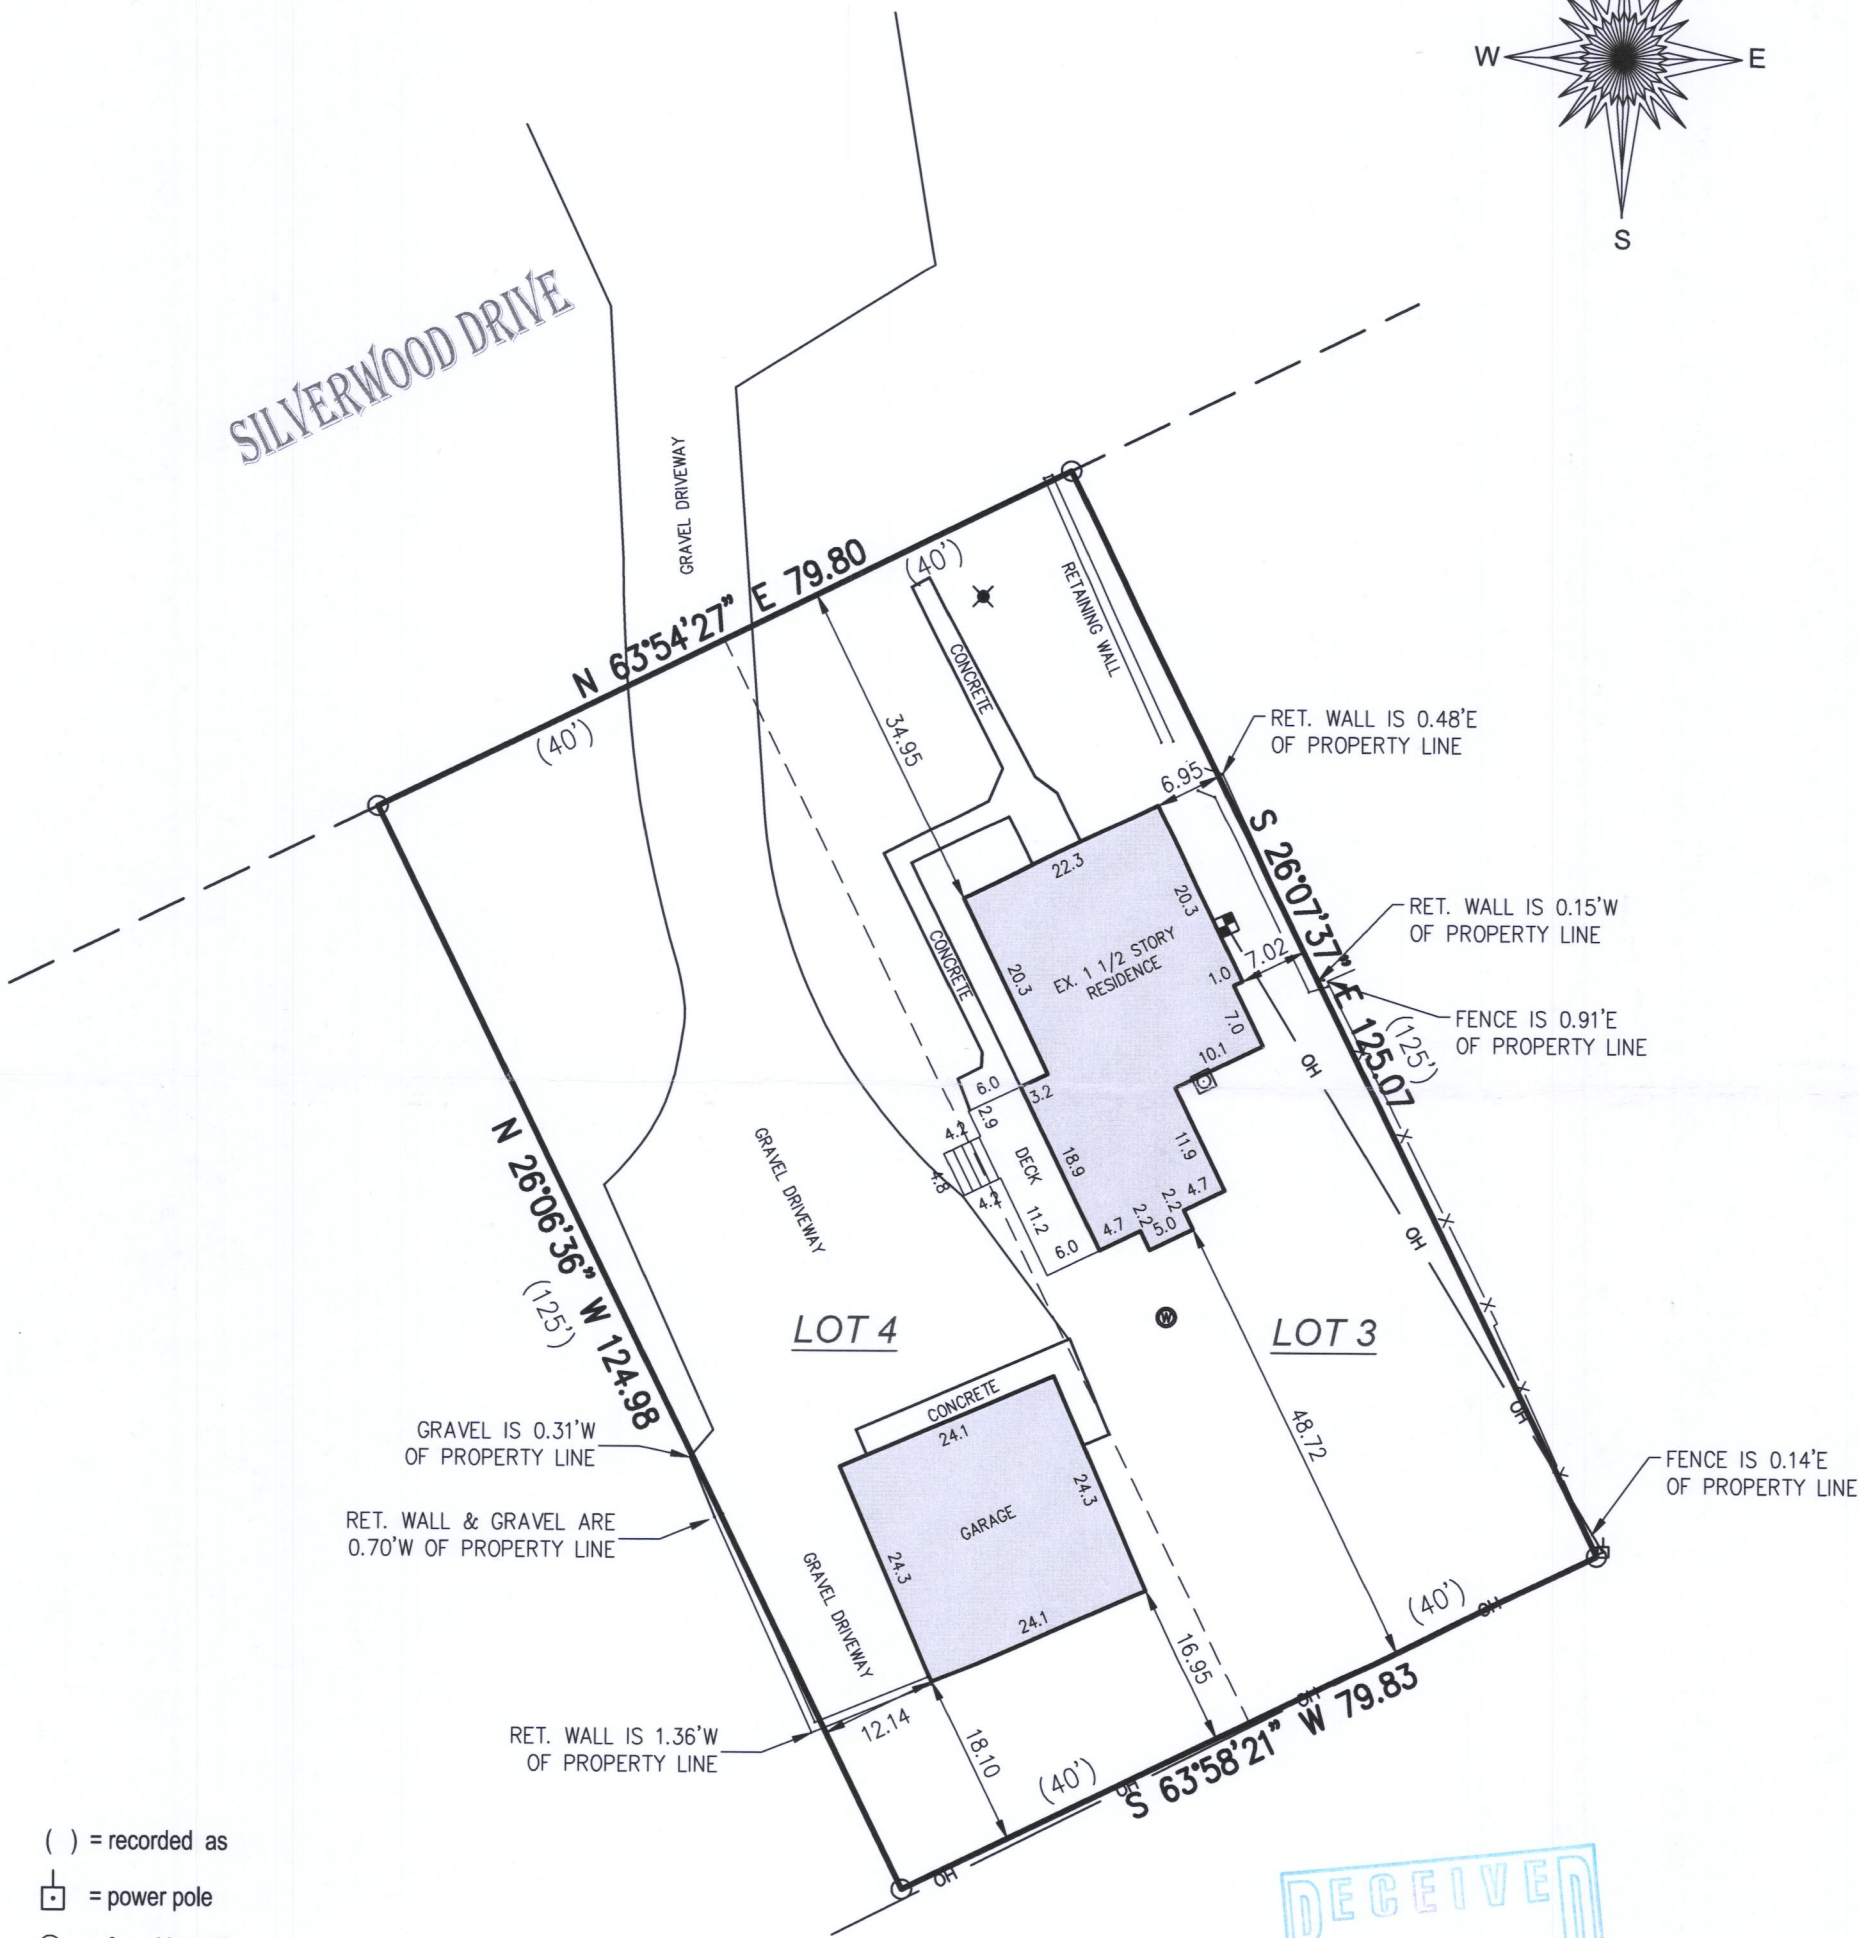 W
E
S
SILVERWOOD DRIVE
GRAVEL DRIVEWAY
N 63°54'27" E 79.80
(40')
(40')
CONCRETE
RETAINING WALL
34.95
RET. WALL IS 0.48'E
OF PROPERTY LINE
6.95
S 26°07'37" E 125.07
(125')
22.3
20.3
EX. 1 1/2 STORY
RESIDENCE
20.3
CONCRETE
7.02
1.0
7.0
10.1
RET. WALL IS 0.15'W
OF PROPERTY LINE
FENCE IS 0.91'E
OF PROPERTY LINE
OH
X
6.0
3.2
2.9
4.2
4.8
4.2
DECK
18.9
11.9
11.2
6.0
4.7
2.2
5.0
2.2
4.7
X
X
OH
X
X
OH
X
N 26°06'36" W 124.98
(125')
GRAVEL DRIVEWAY
LOT 4
W
LOT 3
CONCRETE
24.1
24.3
GARAGE
24.3
24.1
48.72
GRAVEL IS 0.31'W
OF PROPERTY LINE
RET. WALL & GRAVEL ARE
0.70'W OF PROPERTY LINE
GRAVEL DRIVEWAY
FENCE IS 0.14'E
OF PROPERTY LINE
RET. WALL IS 1.36'W
OF PROPERTY LINE
12.14
18.10
16.95
(40')
(40')
S 63°58'21" W 79.83
OH
OH
OH
OH
( ) = recorded as
= power pole
RECEIVED